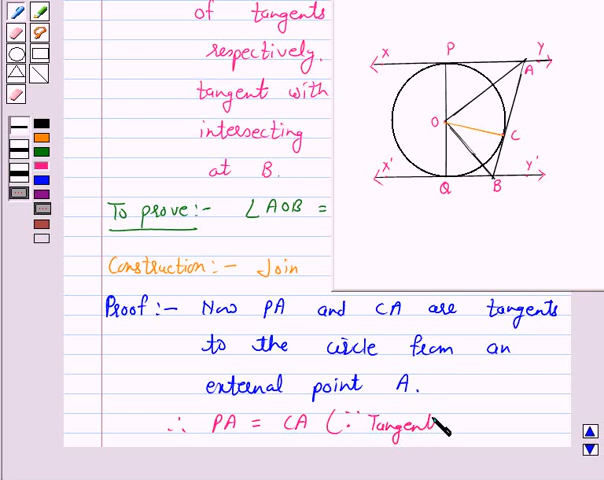 of tangents
respectively.
tangent with
intersecting
at B.
To prove:- ∠AOB =
Construction:- Join
Proof:- Now PA and CA are tangents
to the circle from an
external point A.
∴ PA = CA (∵ Tangent
X P Y
A
O
C
X' Q B Y'